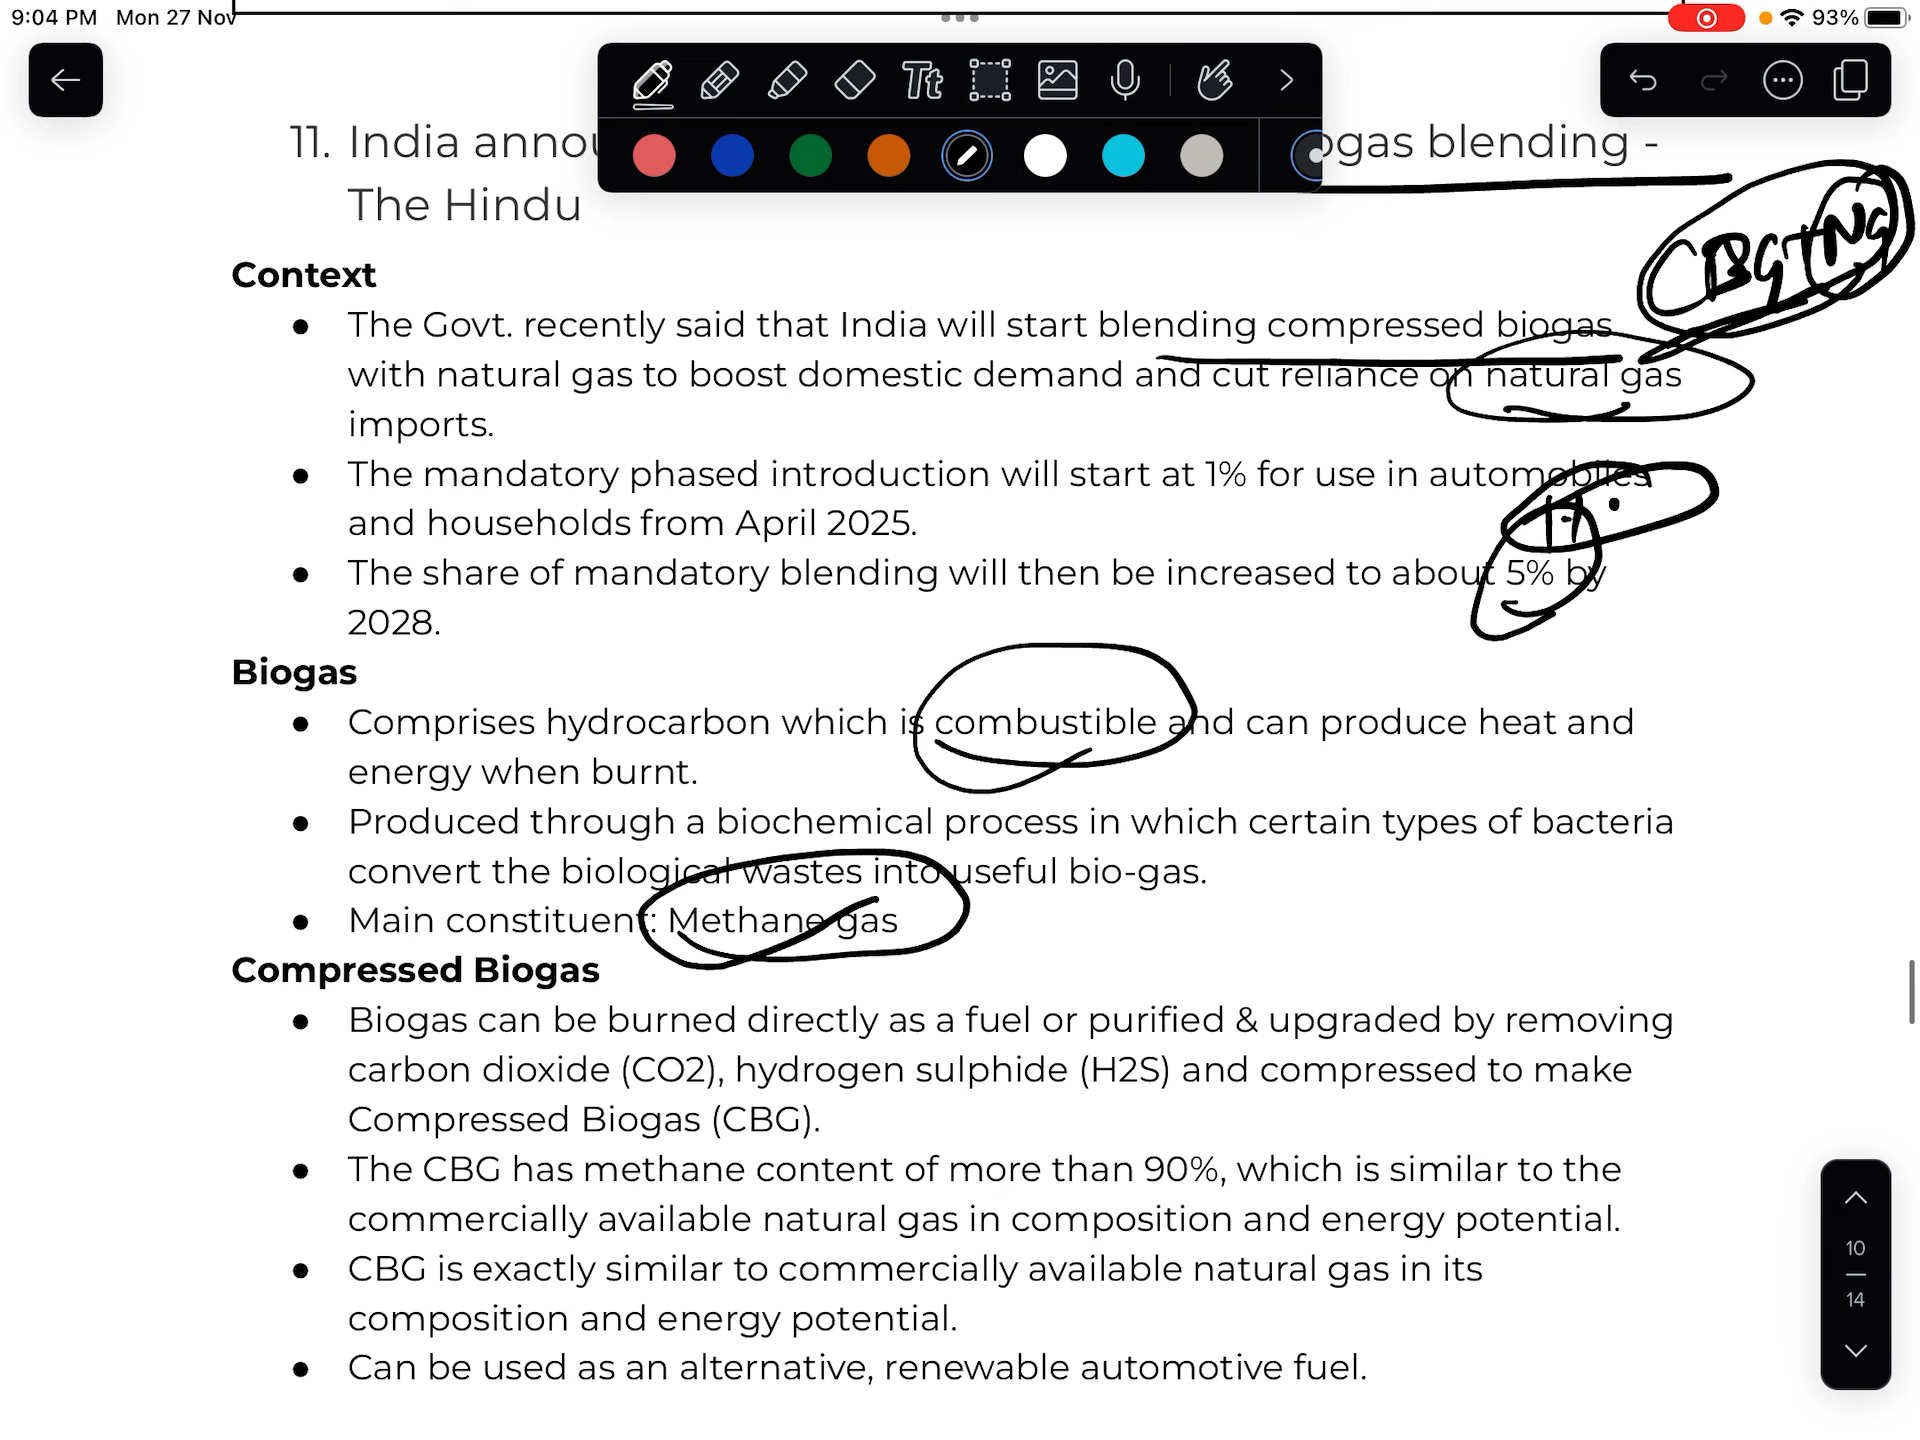 9:04 PM Mon 27 Nov
93%
Tt
11. India ogas blending -
The Hindu
CBG+NG
Context
● The Govt. recently said that India will start blending compressed biogas
with natural gas to boost domestic demand and cut reliance on natural gas
imports.
● The mandatory phased introduction will start at 1% for use in automobiles
and households from April 2025.
● The share of mandatory blending will then be increased to about 5% by
2028.
Biogas
● Comprises hydrocarbon which is combustible and can produce heat and
energy when burnt.
● Produced through a biochemical process in which certain types of bacteria
convert the biological wastes into useful bio-gas.
● Main constituent: Methane gas
Compressed Biogas
● Biogas can be burned directly as a fuel or purified & upgraded by removing
carbon dioxide (CO2), hydrogen sulphide (H2S) and compressed to make
Compressed Biogas (CBG).
● The CBG has methane content of more than 90%, which is similar to the
commercially available natural gas in composition and energy potential.
● CBG is exactly similar to commercially available natural gas in its
composition and energy potential.
● Can be used as an alternative, renewable automotive fuel.
10
14